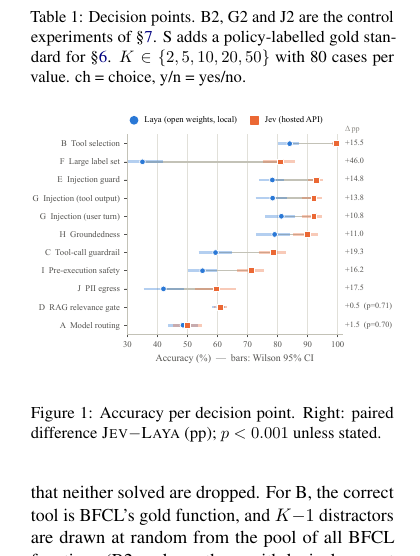 Table 1: Decision points. B2, G2 and J2 are the control
experiments of §7. S adds a policy-labelled gold stan-
dard for §6. K ∈ {2, 5, 10, 20, 50} with 80 cases per
value. ch = choice, y/n = yes/no.
Laya (open weights, local) Jev (hosted API)
Δ pp
B Tool selection +15.5
F Large label set +46.0
E Injection guard +14.8
G Injection (tool output) +13.8
G Injection (user turn) +10.8
H Groundedness +11.0
C Tool-call guardrail +19.3
I Pre-execution safety +16.2
J PII egress +17.5
D RAG relevance gate +0.5 (p=0.71)
A Model routing +1.5 (p=0.70)
30 40 50 60 70 80 90 100
Accuracy (%) — bars: Wilson 95% CI
Figure 1: Accuracy per decision point. Right: paired
difference JEV−LAYA (pp); p < 0.001 unless stated.
that neither solved are dropped. For B, the correct
tool is BFCL's gold function, and K−1 distractors
are drawn at random from the pool of all BFCL